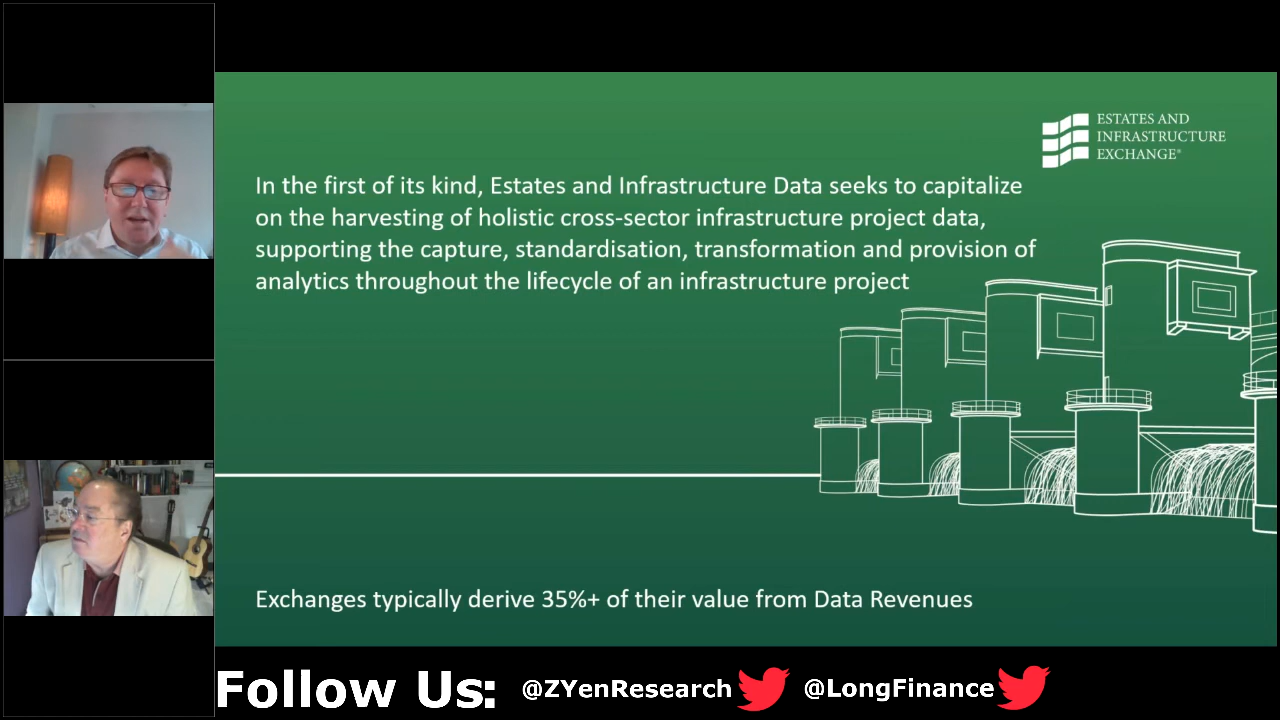 ESTATES AND
INFRASTRUCTURE
EXCHANGE®
In the first of its kind, Estates and Infrastructure Data seeks to capitalize
on the harvesting of holistic cross-sector infrastructure project data,
supporting the capture, standardisation, transformation and provision of
analytics throughout the lifecycle of an infrastructure project
Exchanges typically derive 35%+ of their value from Data Revenues
Follow Us: @ZYenResearch @LongFinance